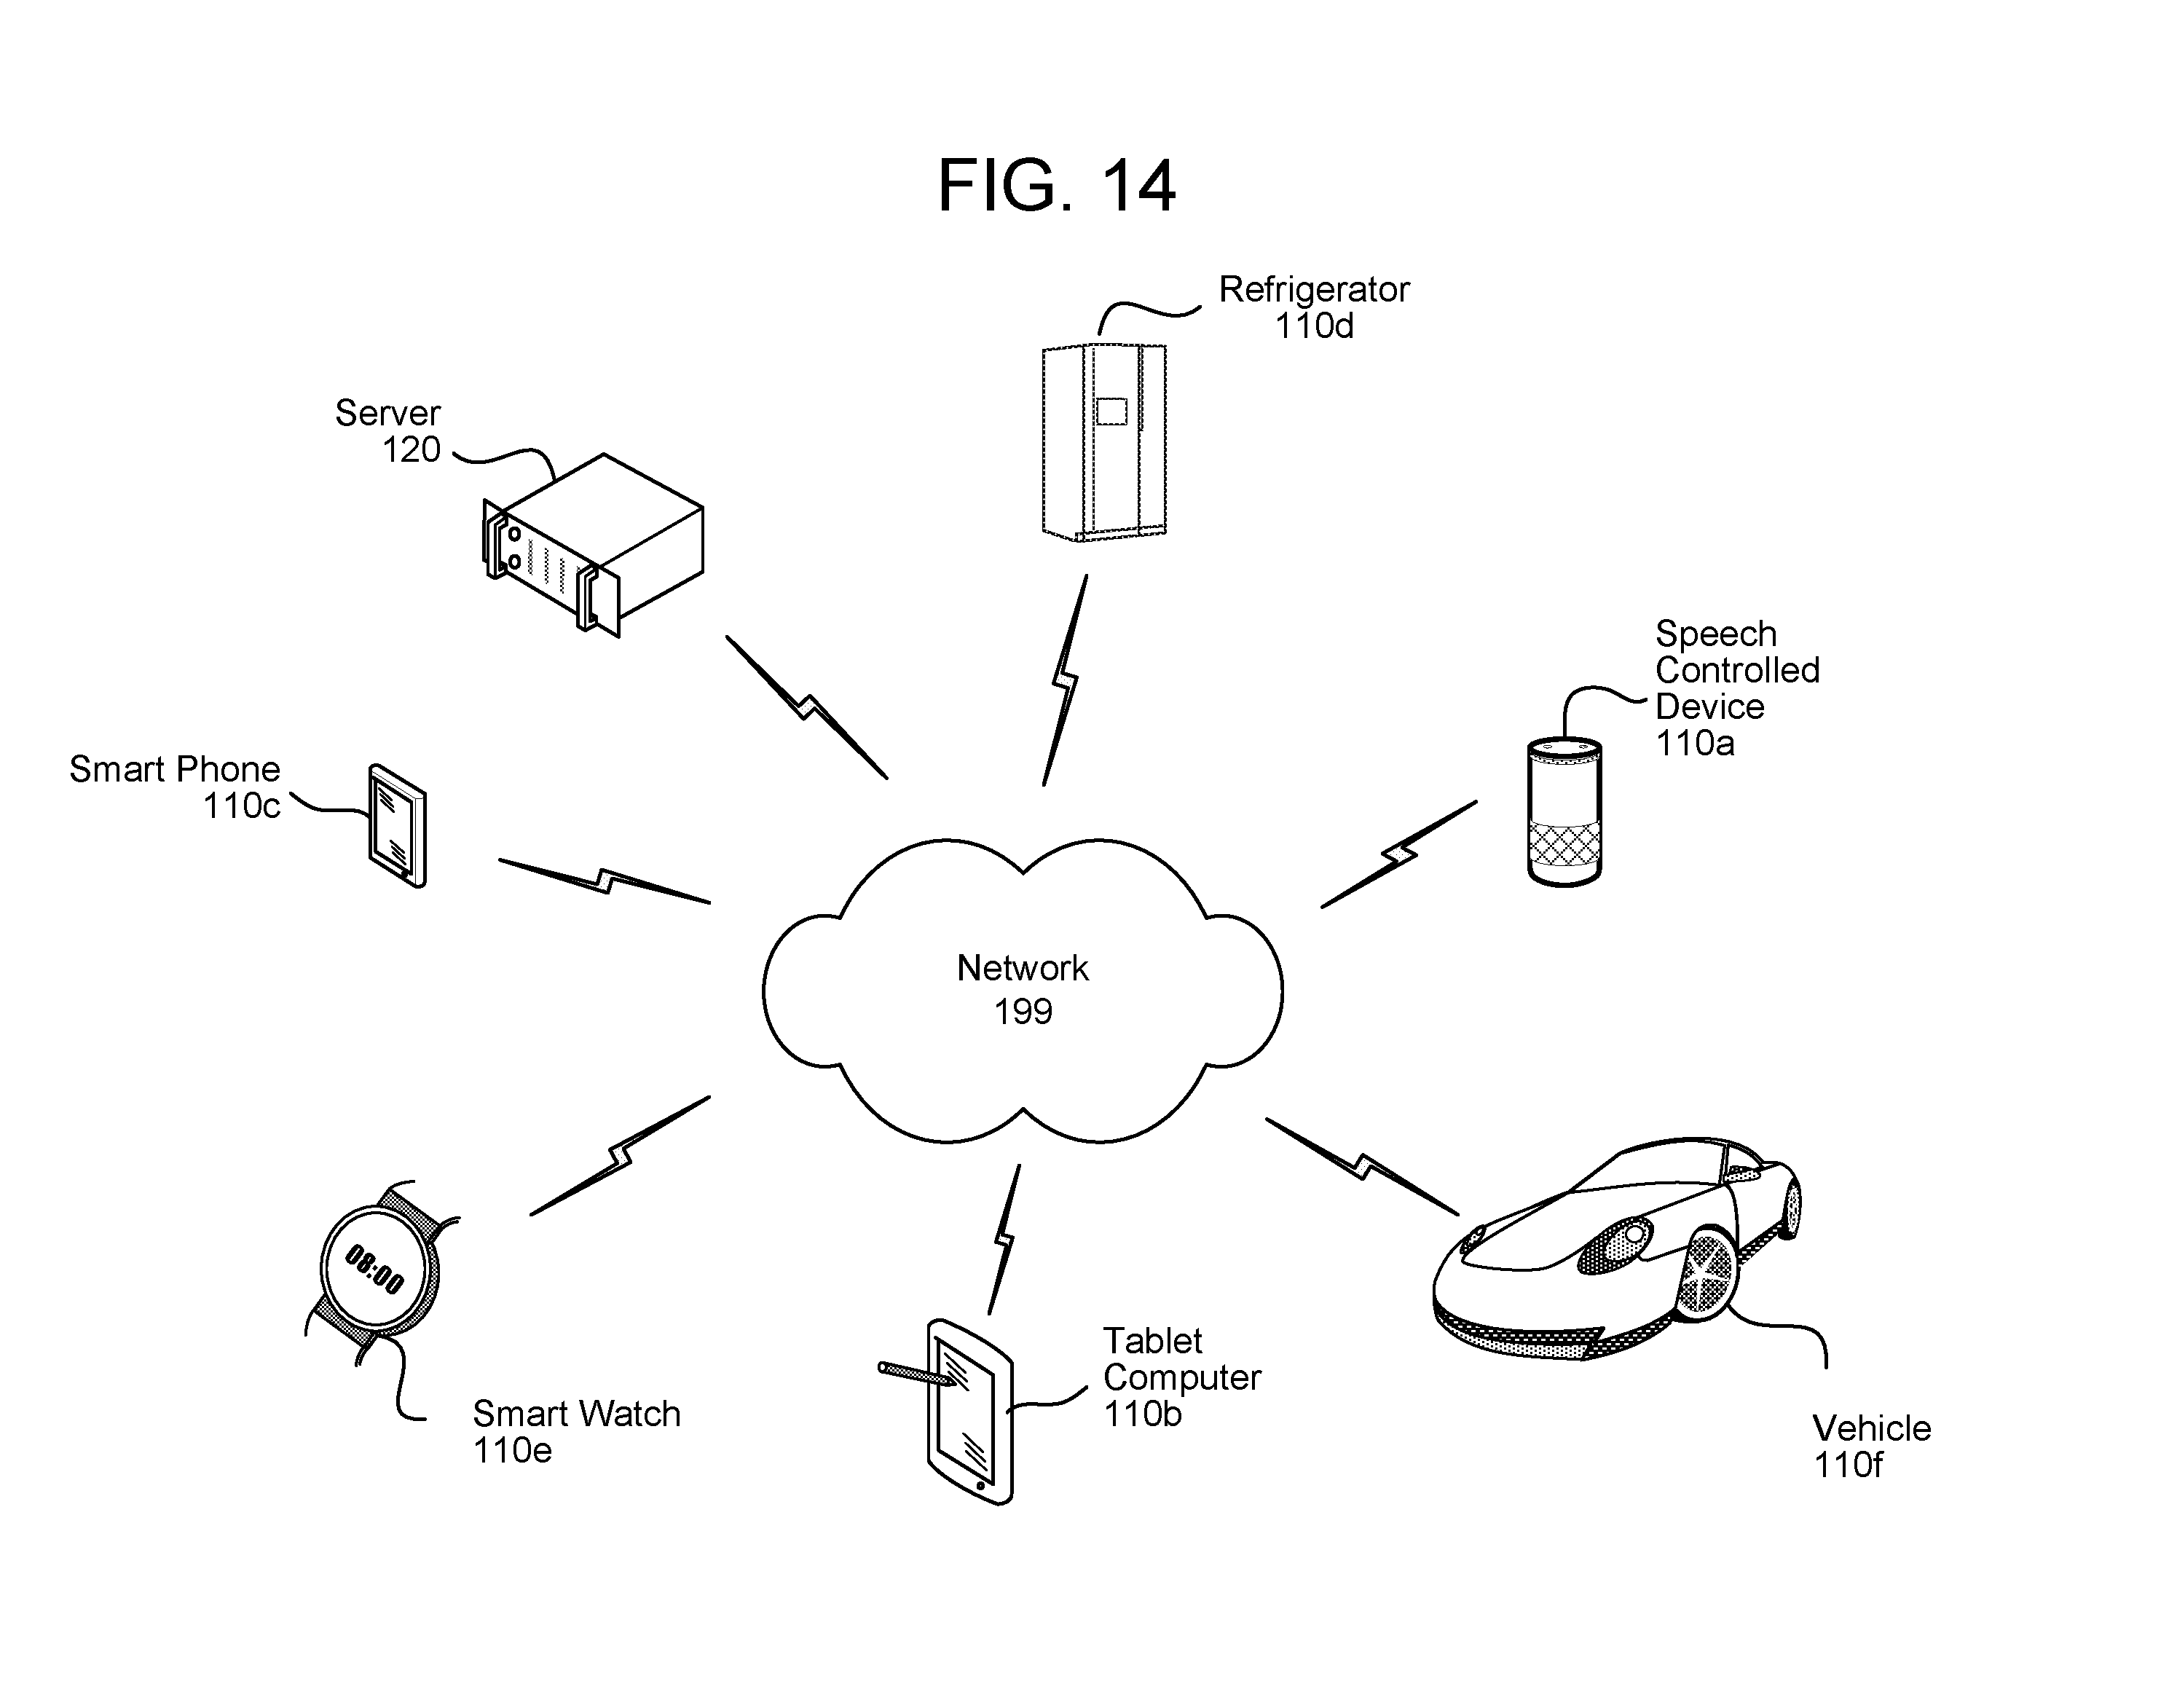 FIG. 14
Refrigerator
110d
Server
120
Speech
Controlled
Device
110a
Smart Phone
110c
Network
199
08:00
Smart Watch
110e
Tablet
Computer
110b
Vehicle
110f